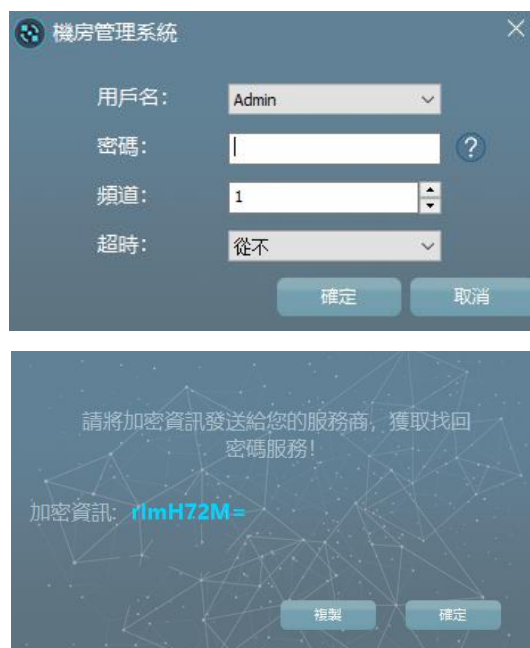 機房管理系統
用戶名:
Admin
密碼:
?
頻道:
1
超時:
從不
確定 取消
請將加密資訊發送給您的服務商，獲取找回
密碼服務!
加密資訊: rlmH72M=
複製 確定